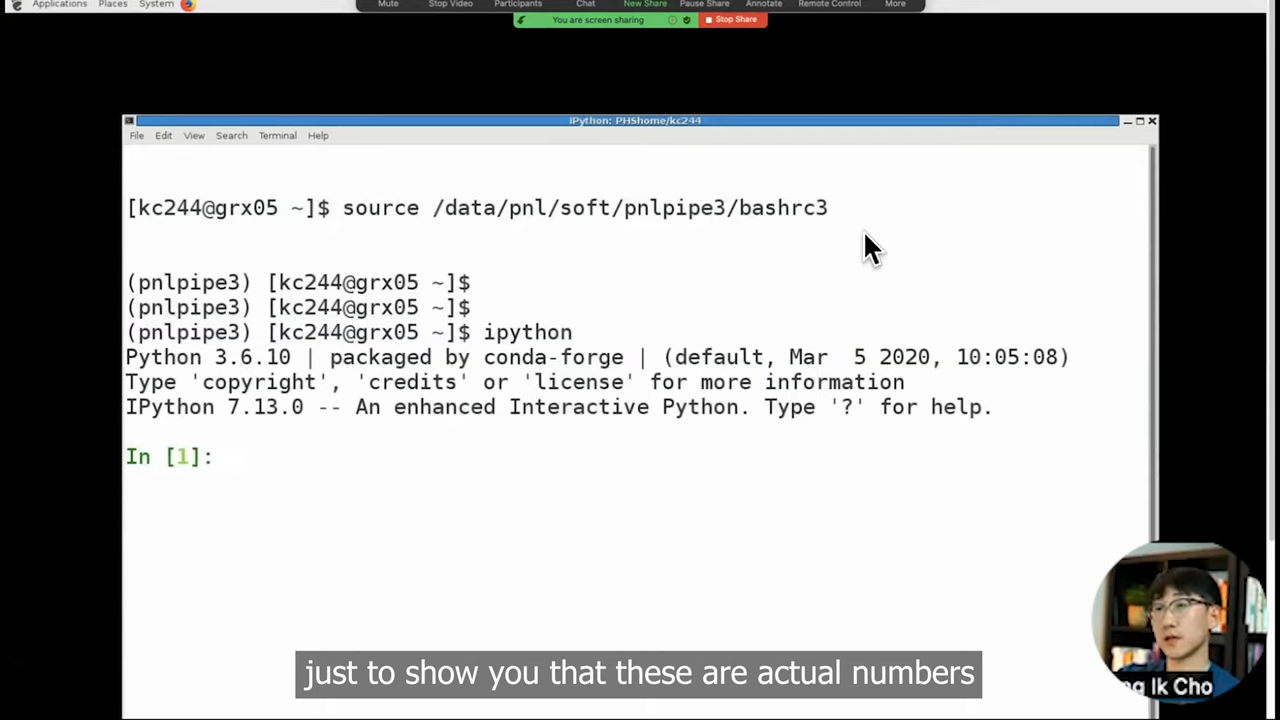 Applications Places System
Mute Stop Video Participants Chat New Share Pause Share Annotate Remote Control More
You are screen sharing Stop Share
IPython: PHShome/kc244
File Edit View Search Terminal Help
[kc244@grx05 ~]$ source /data/pnl/soft/pnlpipe3/bashrc3
(pnlpipe3) [kc244@grx05 ~]$
(pnlpipe3) [kc244@grx05 ~]$
(pnlpipe3) [kc244@grx05 ~]$ ipython
Python 3.6.10 | packaged by conda-forge | (default, Mar  5 2020, 10:05:08)
Type 'copyright', 'credits' or 'license' for more information
IPython 7.13.0 -- An enhanced Interactive Python. Type '?' for help.
In [1]:
Ik Cho
just to show you that these are actual numbers